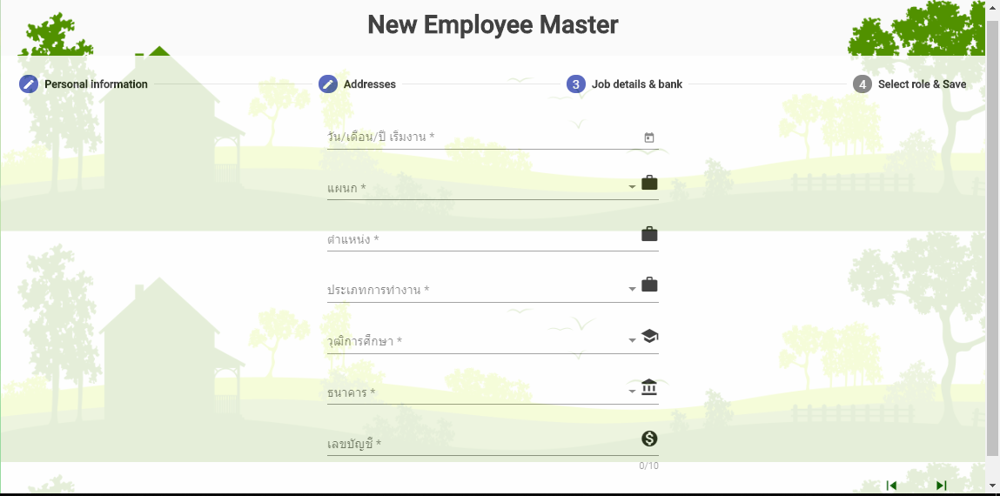 New Employee Master
Personal information
Addresses
3 Job details & bank
4 Select role & Save
วัน/เดือน/ปี เริ่มงาน *
แผนก *
ตำแหน่ง *
ประเภทการทำงาน *
วุฒิการศึกษา *
ธนาคาร *
เลขบัญชี *
0/10